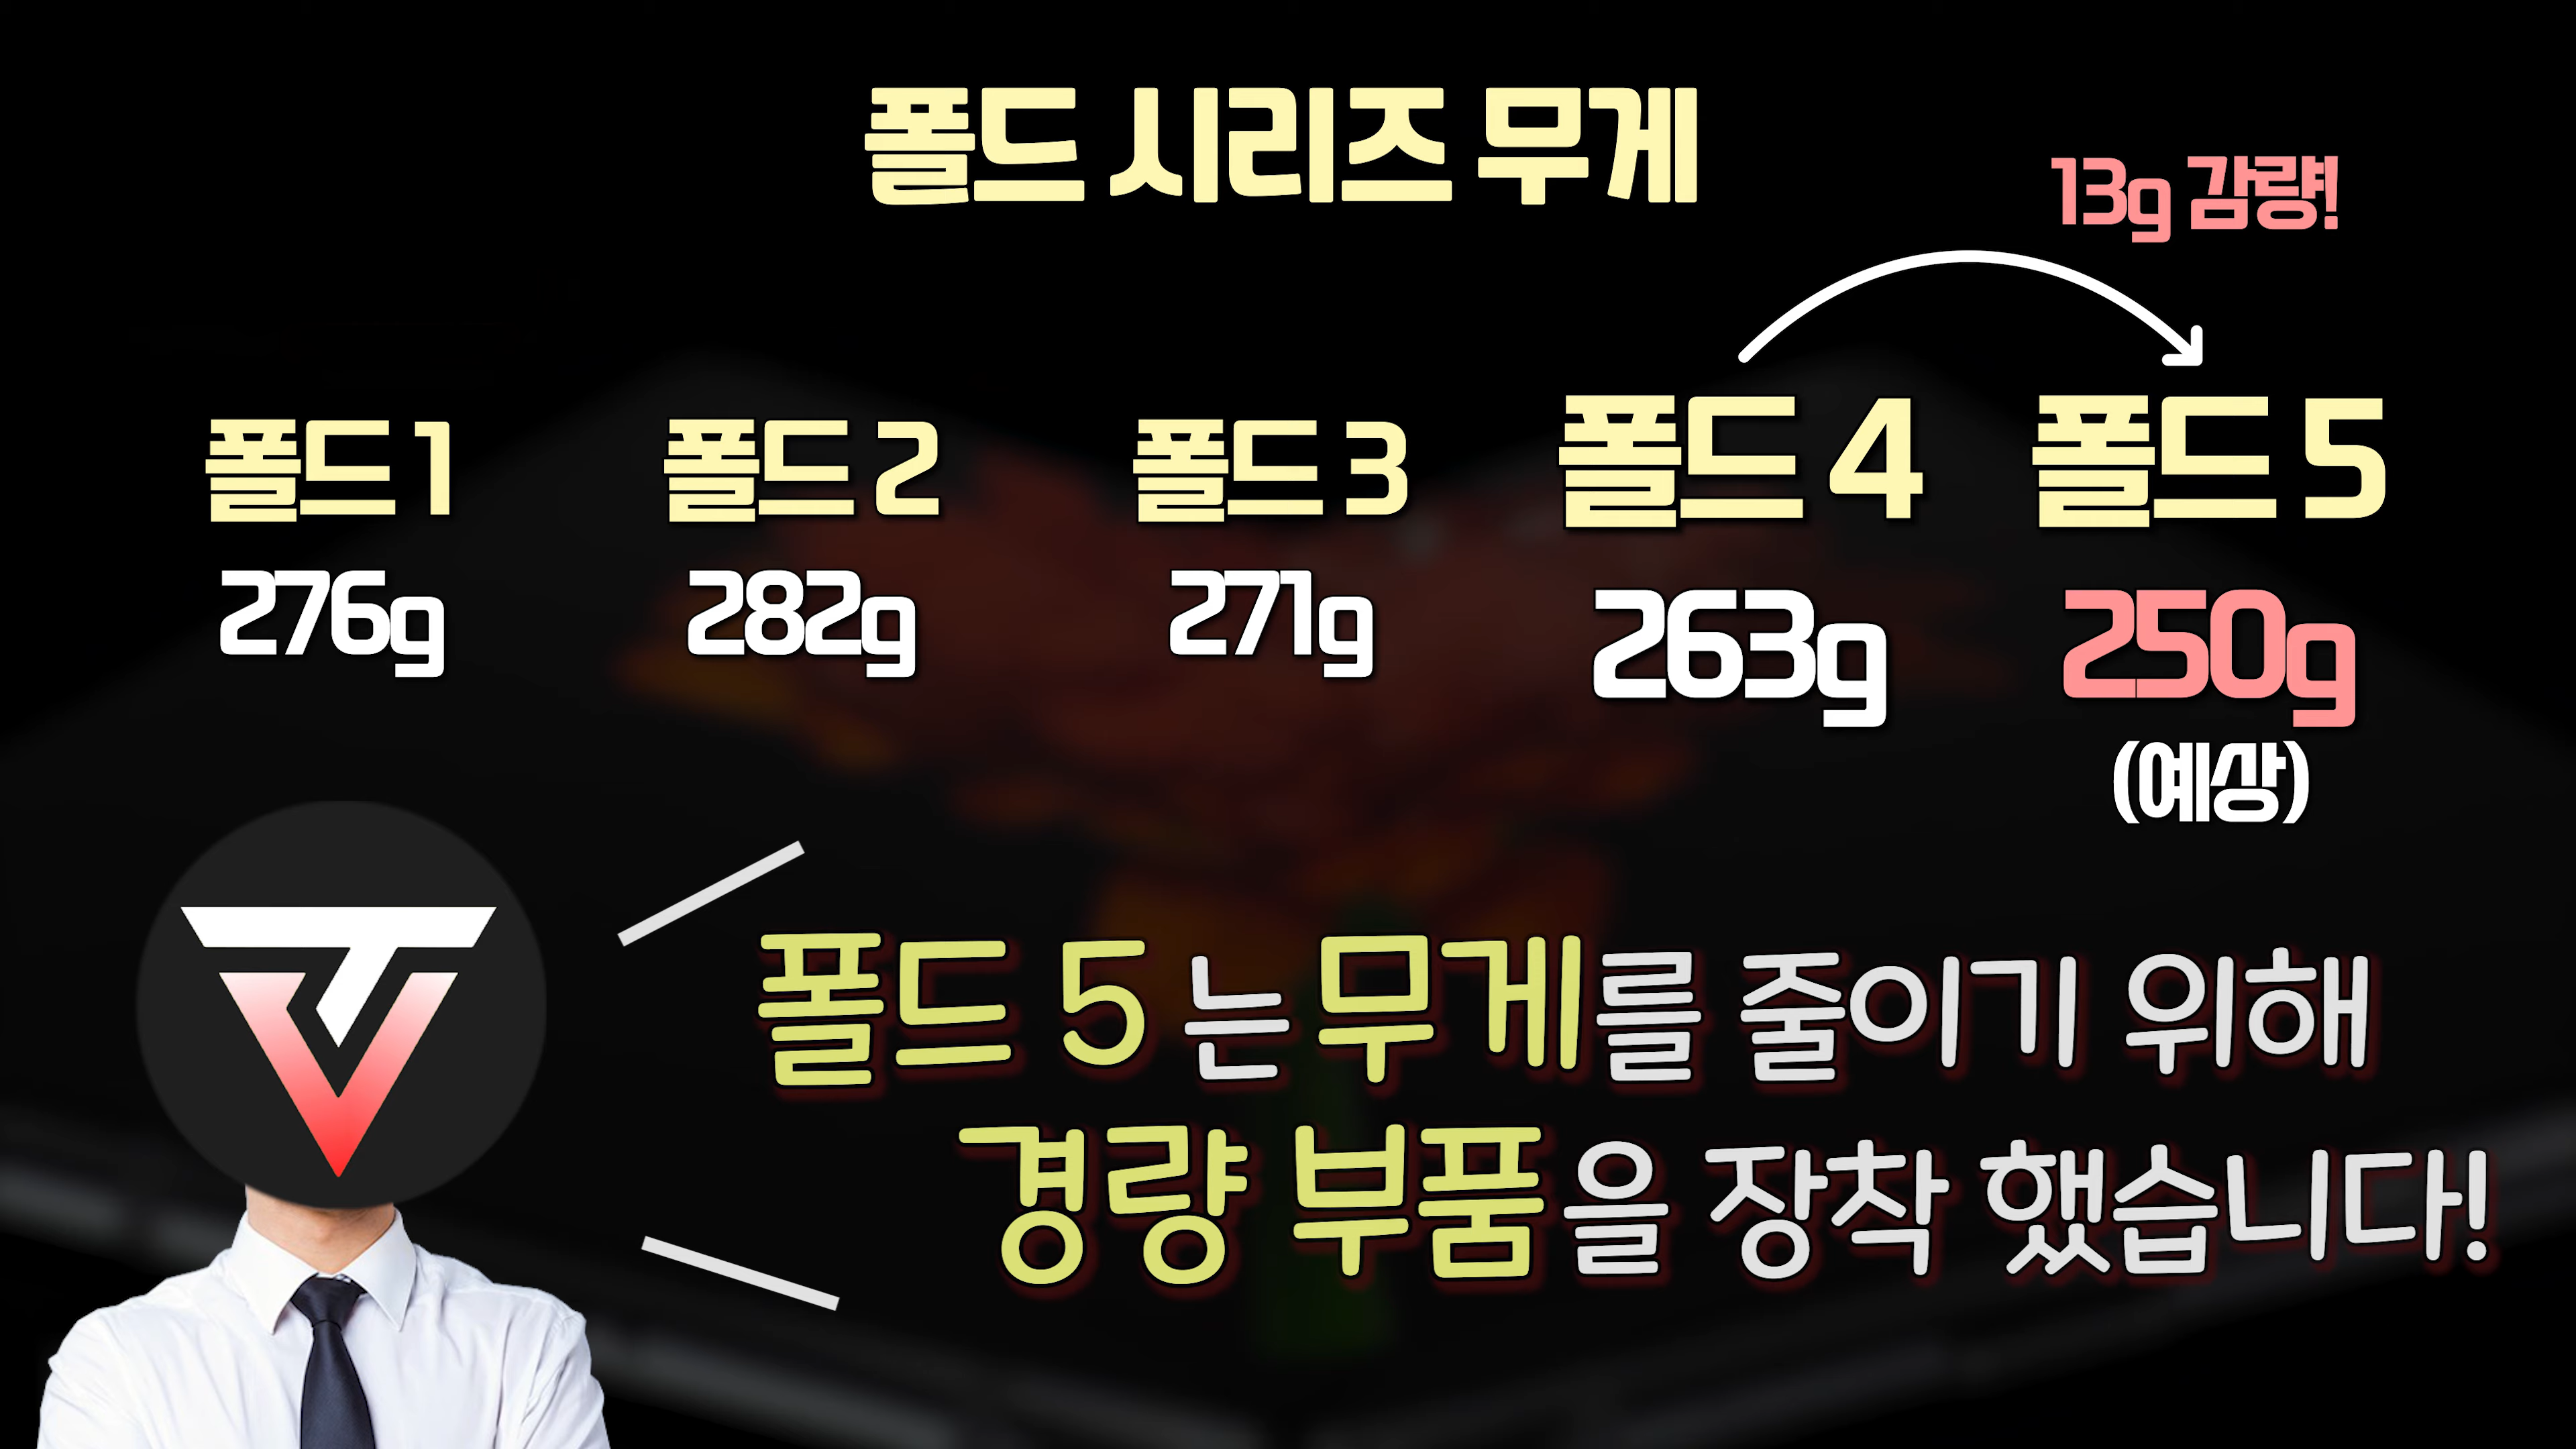 폴드 시리즈 무게
13g 감량!
폴드 1 폴드 2 폴드 3 폴드 4 폴드 5
276g 282g 271g 263g 250g
(예상)
폴드 5 는 무게를 줄이기 위해
경량 부품을 장착 했습니다!